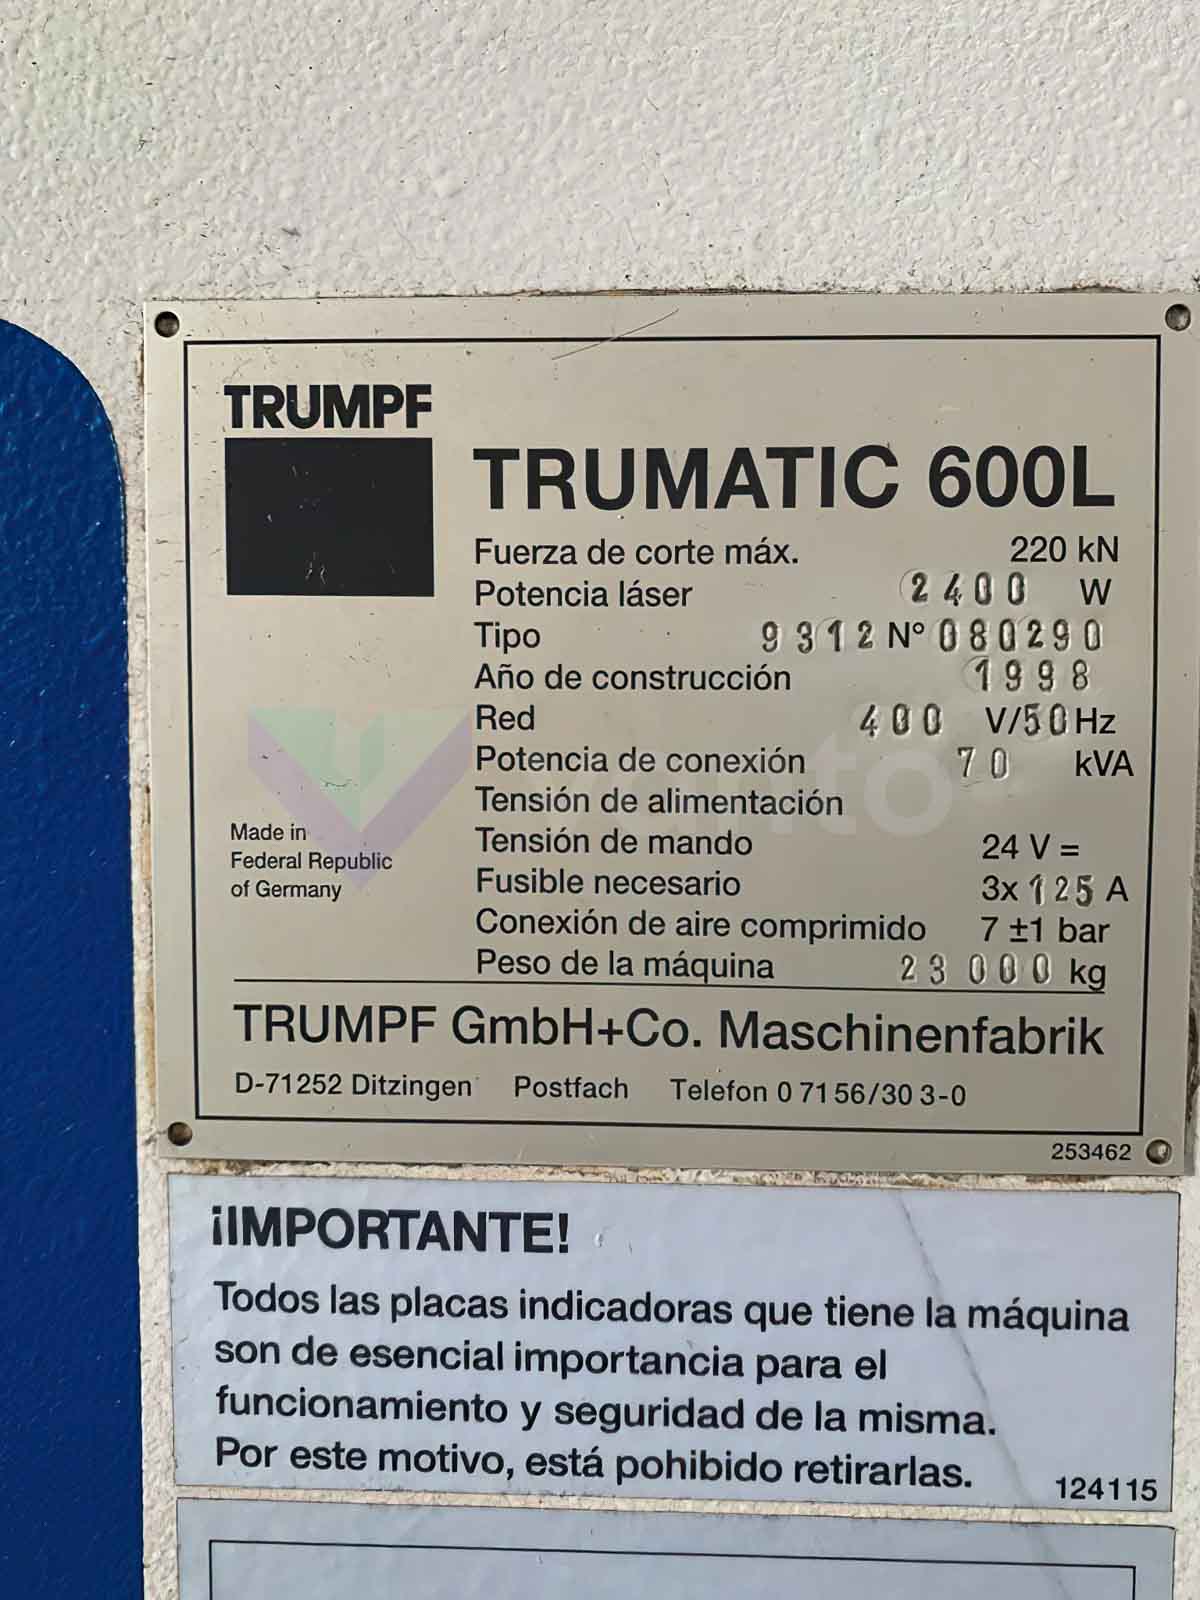 TRUMPF
TRUMATIC 600L
Fuerza de corte máx. 220 kN
Potencia láser 2400 W
Tipo 9312 Nº 080290
Año de construcción 1998
Red 400 V/50 Hz
Potencia de conexión 70 kVA
Tensión de alimentación
Tensión de mando 24 V =
Fusible necesario 3x 125 A
Conexión de aire comprimido 7 ±1 bar
Peso de la máquina 23 000 kg
Made in
Federal Republic
of Germany
TRUMPF GmbH+Co. Maschinenfabrik
D-71252 Ditzingen Postfach Telefon 0 71 56/30 3-0
253462
¡IMPORTANTE!
Todos las placas indicadoras que tiene la máquina
son de esencial importancia para el
funcionamiento y seguridad de la misma.
Por este motivo, está pohibido retirarlas.
124115